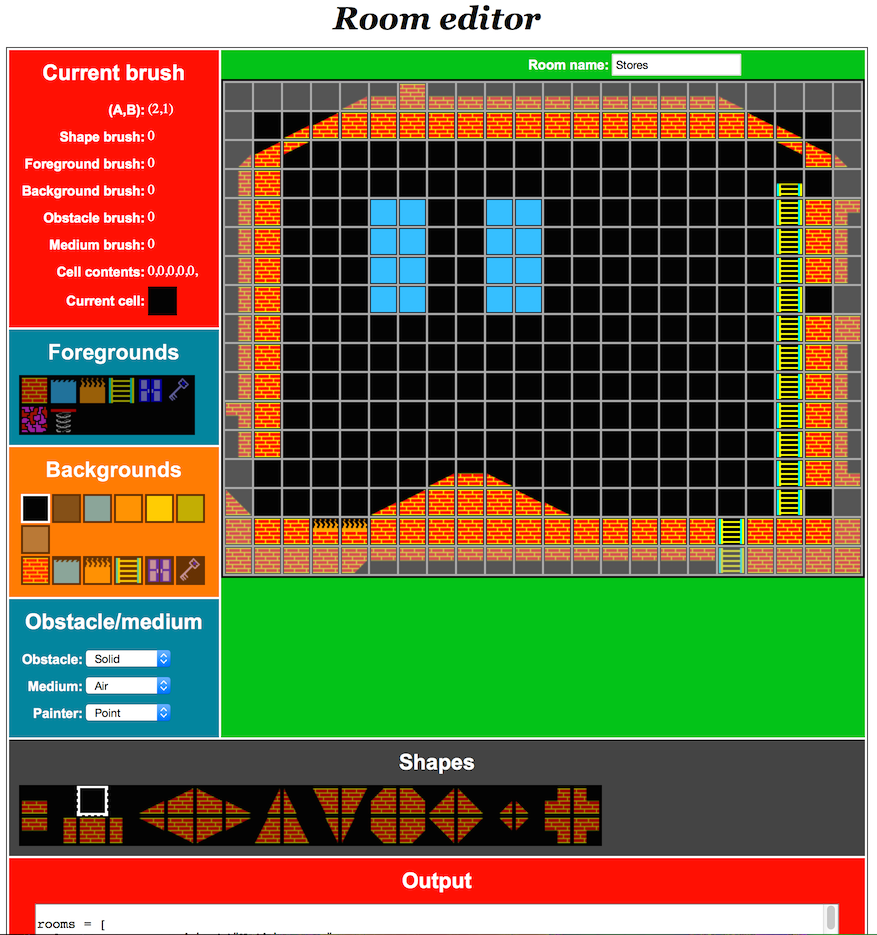 Room editor
Current brush
(A,B): (2,1)
Shape brush: 0
Foreground brush: 0
Background brush: 0
Obstacle brush: 0
Medium brush: 0
Cell contents: 0,0,0,0,0,
Current cell:
Foregrounds
Backgrounds
Obstacle/medium
Obstacle: Solid
Medium: Air
Painter: Point
Room name: Stores
Shapes
Output
rooms = [